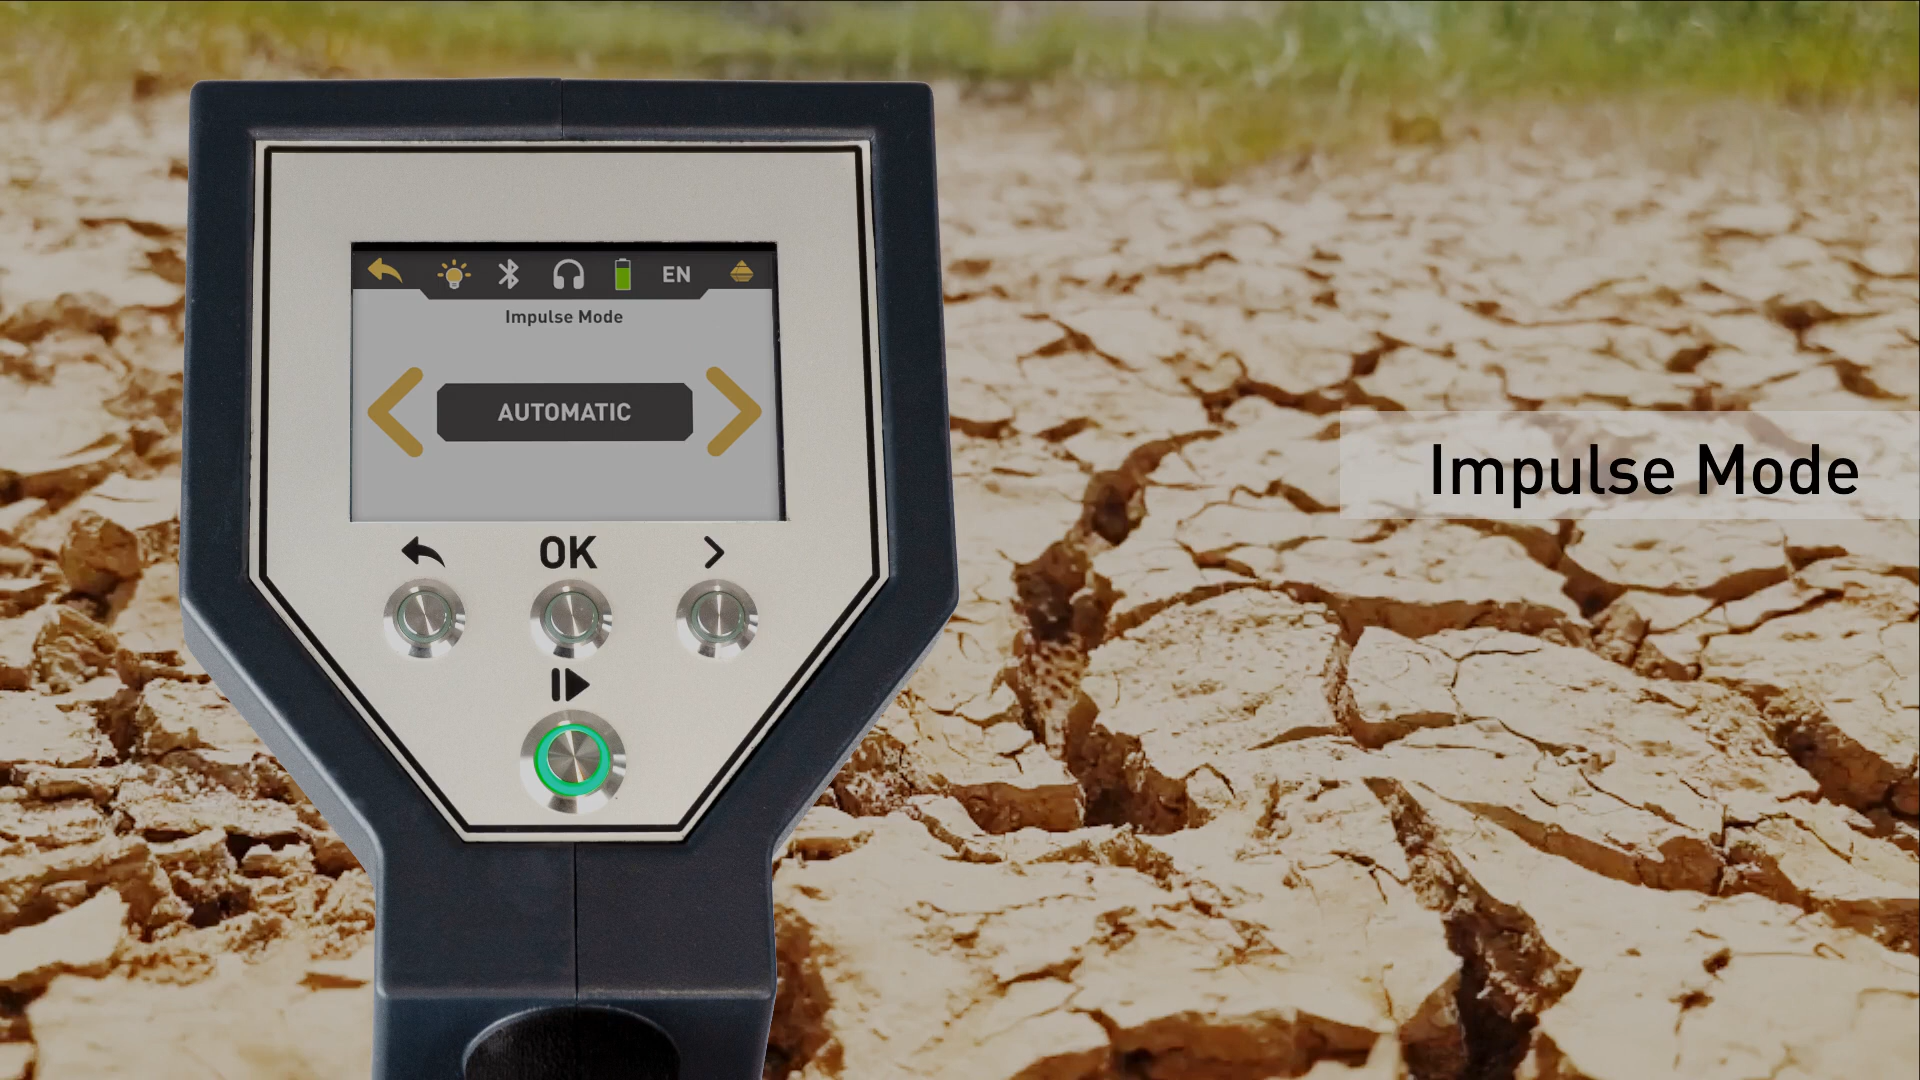 EN
Impulse Mode
AUTOMATIC
OK
Impulse Mode